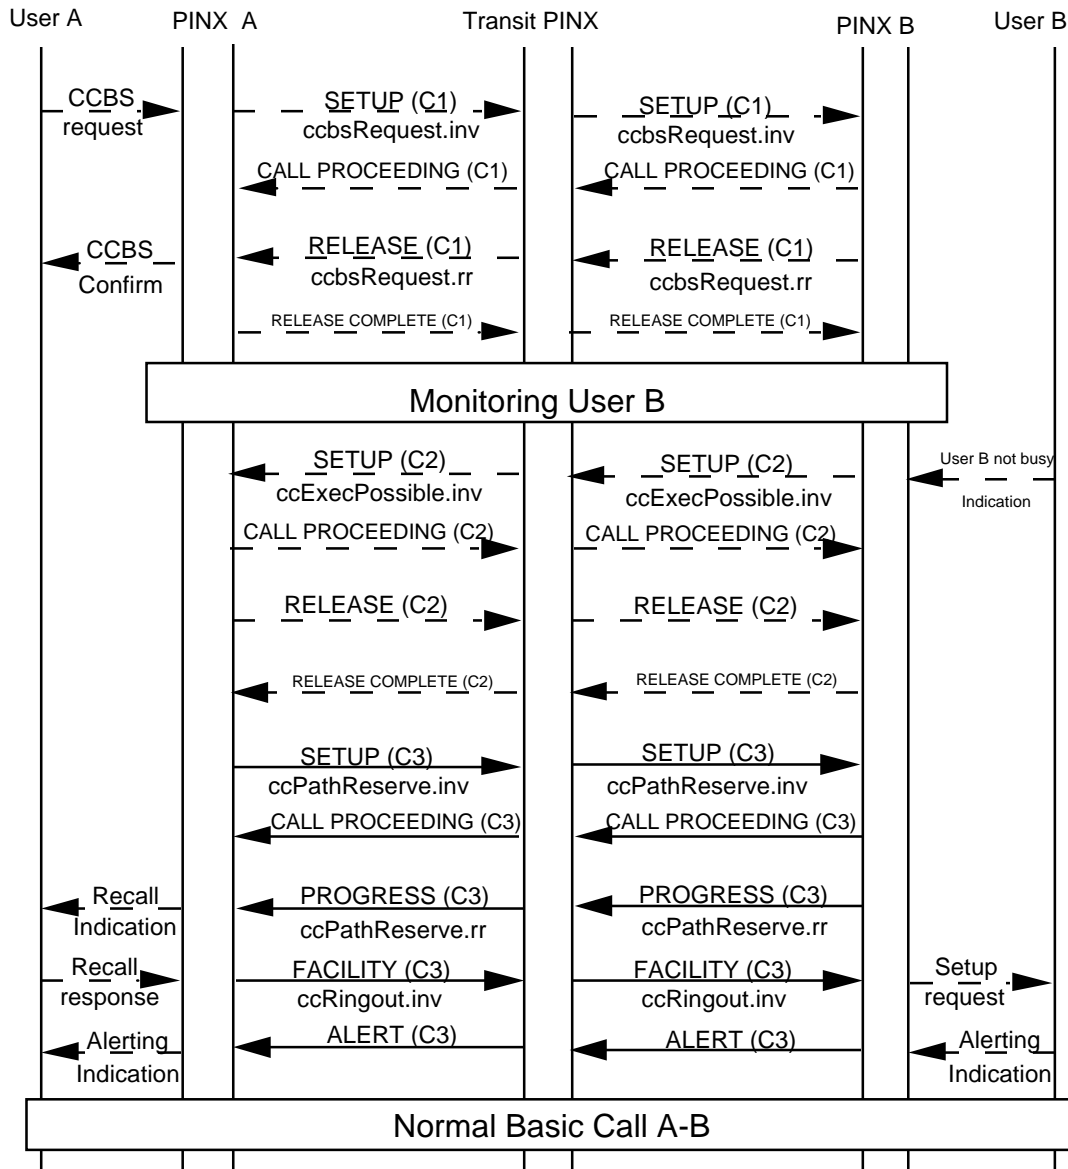 User A PINX A Transit PINX PINX B User B
CCBS SETUP (C1) SETUP (C1)
request ccbsRequest.inv ccbsRequest.inv
CALL PROCEEDING (C1) CALL PROCEEDING (C1)
CCBS RELEASE (C1) RELEASE (C1)
Confirm ccbsRequest.rr ccbsRequest.rr
RELEASE COMPLETE (C1) RELEASE COMPLETE (C1)
Monitoring User B
SETUP (C2) SETUP (C2) User B not busy
ccExecPossible.inv ccExecPossible.inv Indication
CALL PROCEEDING (C2) CALL PROCEEDING (C2)
RELEASE (C2) RELEASE (C2)
RELEASE COMPLETE (C2) RELEASE COMPLETE (C2)
SETUP (C3) SETUP (C3)
ccPathReserve.inv ccPathReserve.inv
CALL PROCEEDING (C3) CALL PROCEEDING (C3)
Recall PROGRESS (C3) PROGRESS (C3)
Indication ccPathReserve.rr ccPathReserve.rr
Recall FACILITY (C3) FACILITY (C3) Setup
response ccRingout.inv ccRingout.inv request
Alerting ALERT (C3) ALERT (C3) Alerting
Indication Indication
Normal Basic Call A-B